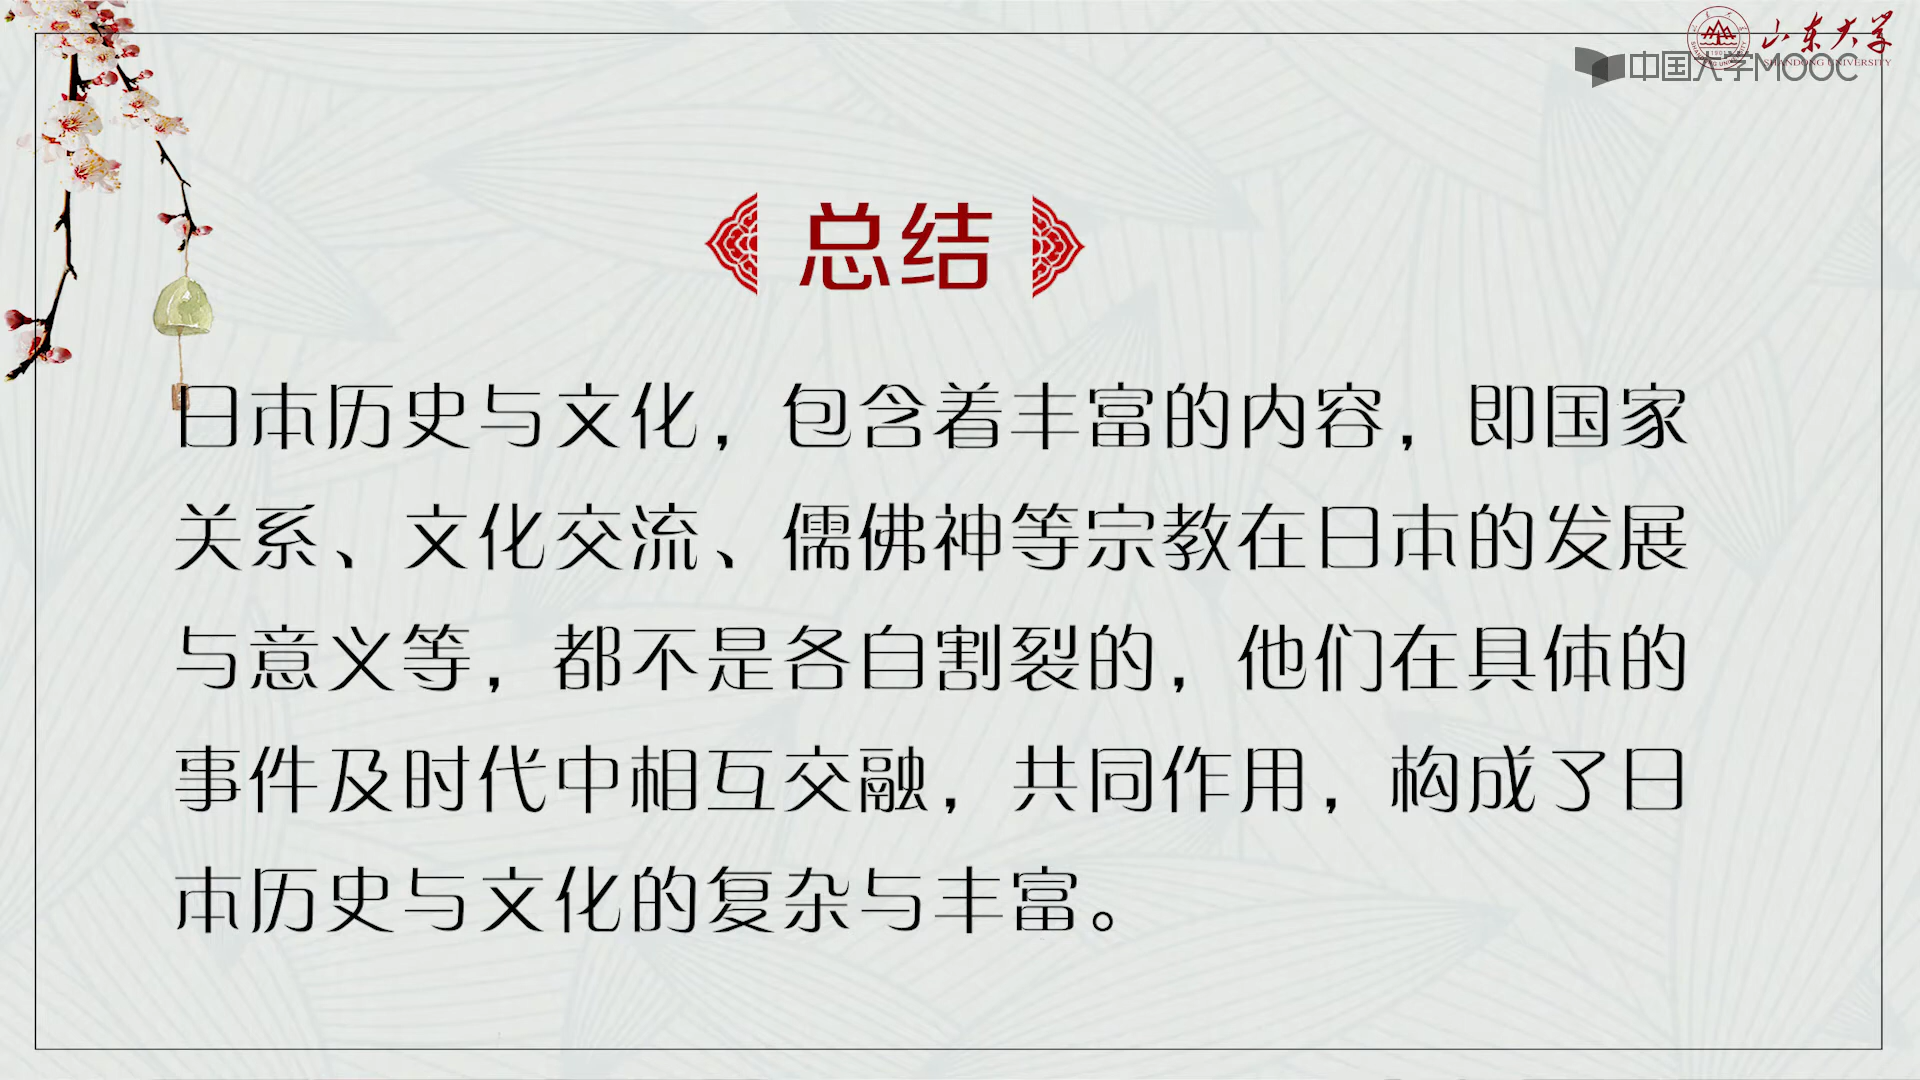 山东大学
SHANDONG UNIVERSITY
中国大学MOOC
总结
日本历史与文化，包含着丰富的内容，即国家
关系、文化交流、儒佛神等宗教在日本的发展
与意义等，都不是各自割裂的，他们在具体的
事件及时代中相互交融，共同作用，构成了日
本历史与文化的复杂与丰富。